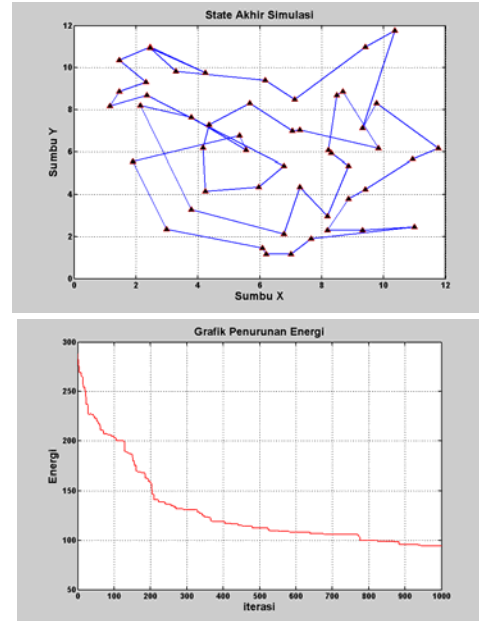 State Akhir Simulasi
12
10
8
6
4
2
0
Sumbu Y
0 2 4 6 8 10 12
Sumbu X
Grafik Penurunan Energi
300
250
200
150
100
50
Energi
0 100 200 300 400 500 600 700 800 900 1000
iterasi